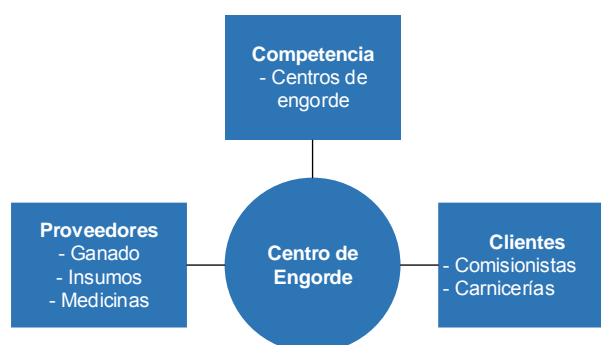 Competencia
- Centros de
engorde
Proveedores
- Ganado
- Insumos
- Medicinas
Centro de
Engorde
Clientes
- Comisionistas
- Carnicerías